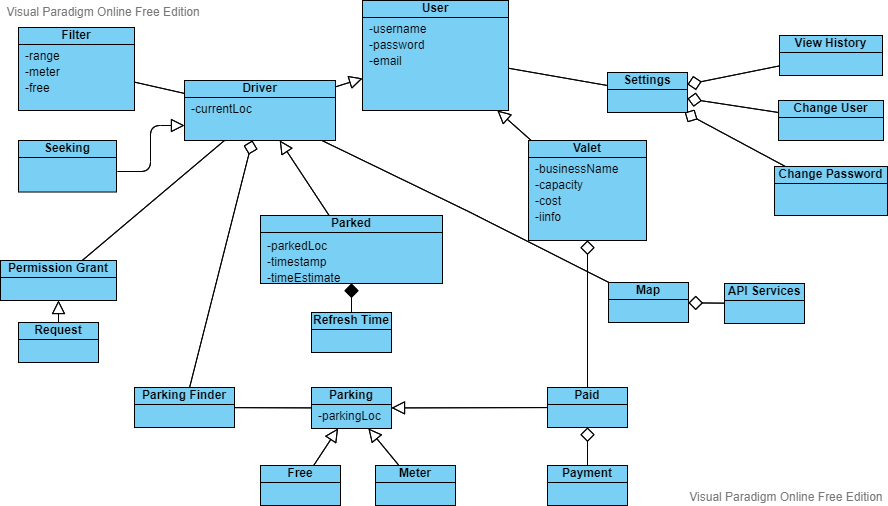 Visual Paradigm Online Free Edition
Filter
-range
-meter
-free
User
-username
-password
-email
Driver
-currentLoc
Settings
View History
Change User
Change Password
Seeking
Valet
-businessName
-capacity
-cost
-iinfo
Parked
-parkedLoc
-timestamp
-timeEstimate
Permission Grant
Request
Refresh Time
Map
API Services
Parking Finder
Parking
-parkingLoc
Paid
Free
Meter
Payment
Visual Paradigm Online Free Edition